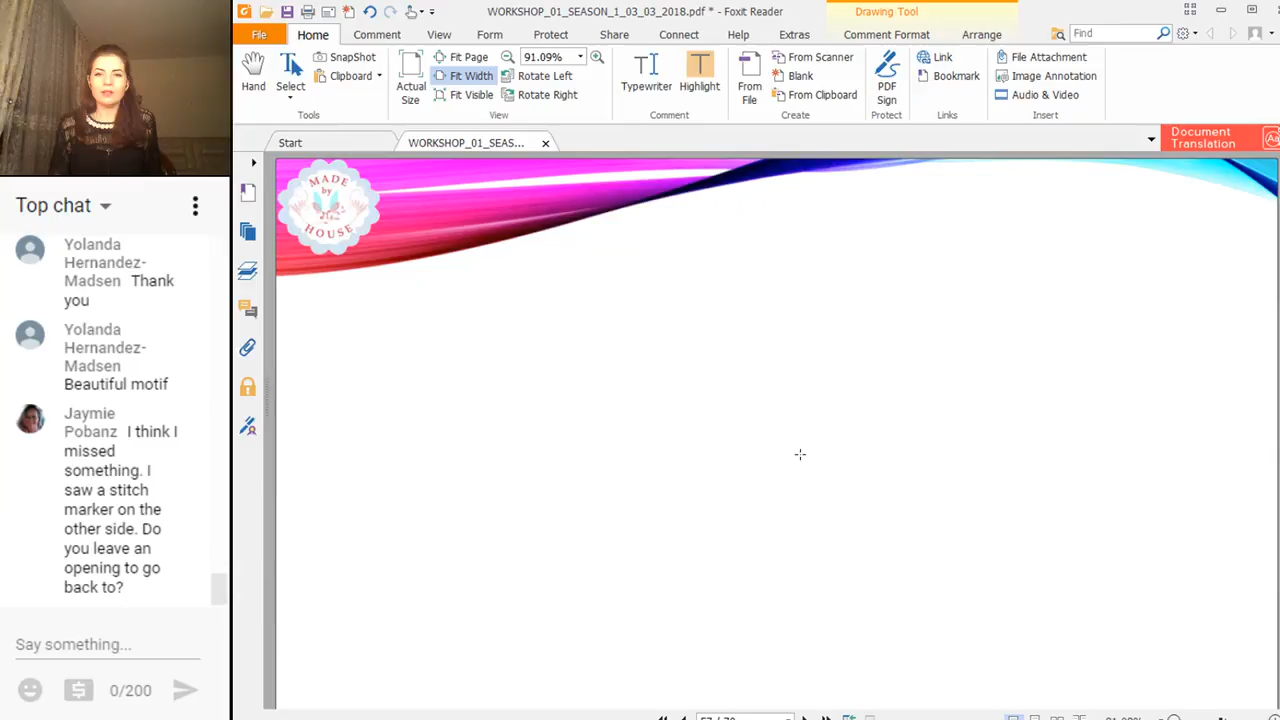 WORKSHOP_01_SEASON_1_03_03_2018.pdf * - Foxit Reader
Drawing Tool
File Home Comment View Form Protect Share Connect Help Extras Comment Format Arrange Find
Hand
Select
SnapShot
Clipboard
Tools
Actual Size
Fit Page
Fit Width
Fit Visible
91.09%
Rotate Left
Rotate Right
View
Typewriter
Highlight
Comment
From File
From Scanner
Blank
From Clipboard
Create
PDF Sign
Protect
Link
Bookmark
Links
File Attachment
Image Annotation
Audio & Video
Insert
Start
WORKSHOP_01_SEAS...
Document
Translation
MADE
by
HOUSE
Top chat
Yolanda
Hernandez-
Madsen Thank
you
Yolanda
Hernandez-
Madsen
Beautiful motif
Jaymie
Pobanz I think I
missed
something. I
saw a stitch
marker on the
other side. Do
you leave an
opening to go
back to?
Say something...
0/200